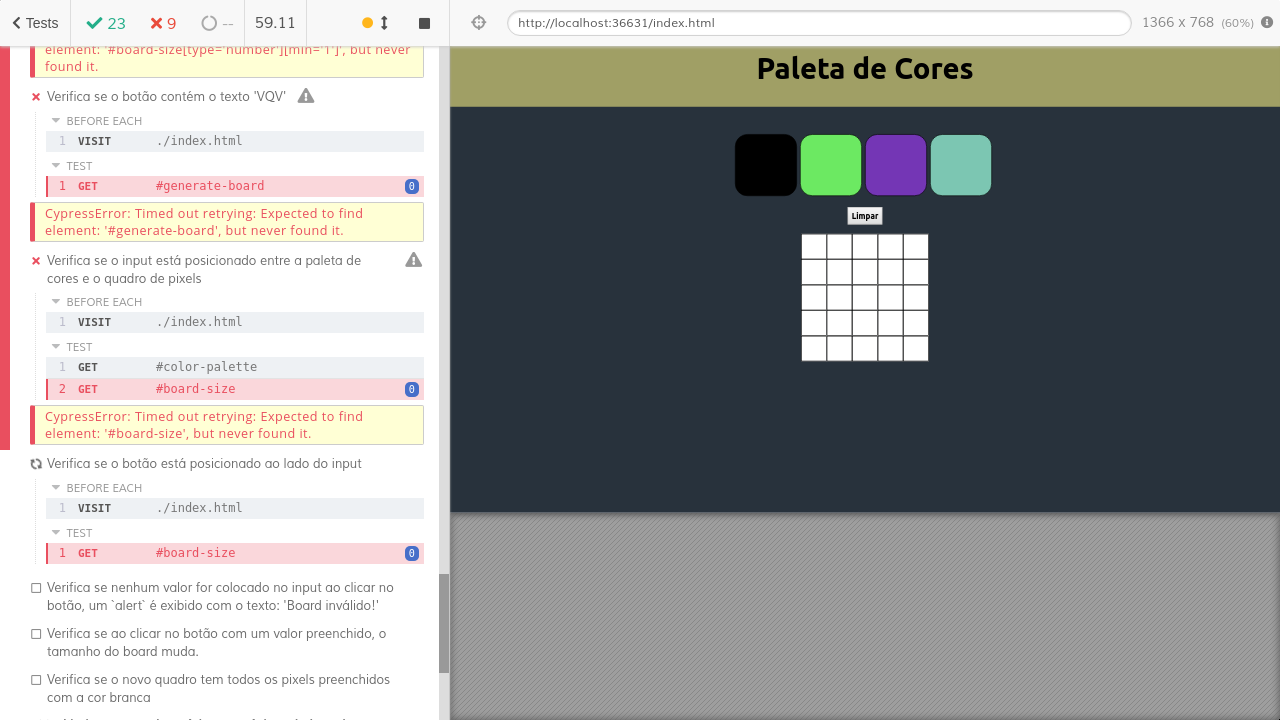 Tests
23
9
--
59.11
http://localhost:36631/index.html
1366 x 768 (60%)
element: '#board-size[type='number'][min='1']', but never
found it.
Verifica se o botão contém o texto 'VQV'
BEFORE EACH
1 VISIT ./index.html
TEST
1 GET #generate-board 0
CypressError: Timed out retrying: Expected to find
element: '#generate-board', but never found it.
Verifica se o input está posicionado entre a paleta de
cores e o quadro de pixels
BEFORE EACH
1 VISIT ./index.html
TEST
1 GET #color-palette
2 GET #board-size 0
CypressError: Timed out retrying: Expected to find
element: '#board-size', but never found it.
Verifica se o botão está posicionado ao lado do input
BEFORE EACH
1 VISIT ./index.html
TEST
1 GET #board-size 0
Verifica se nenhum valor for colocado no input ao clicar no
botão, um `alert` é exibido com o texto: 'Board inválido!'
Verifica se ao clicar no botão com um valor preenchido, o
tamanho do board muda.
Verifica se o novo quadro tem todos os pixels preenchidos
com a cor branca
Paleta de Cores
Limpar